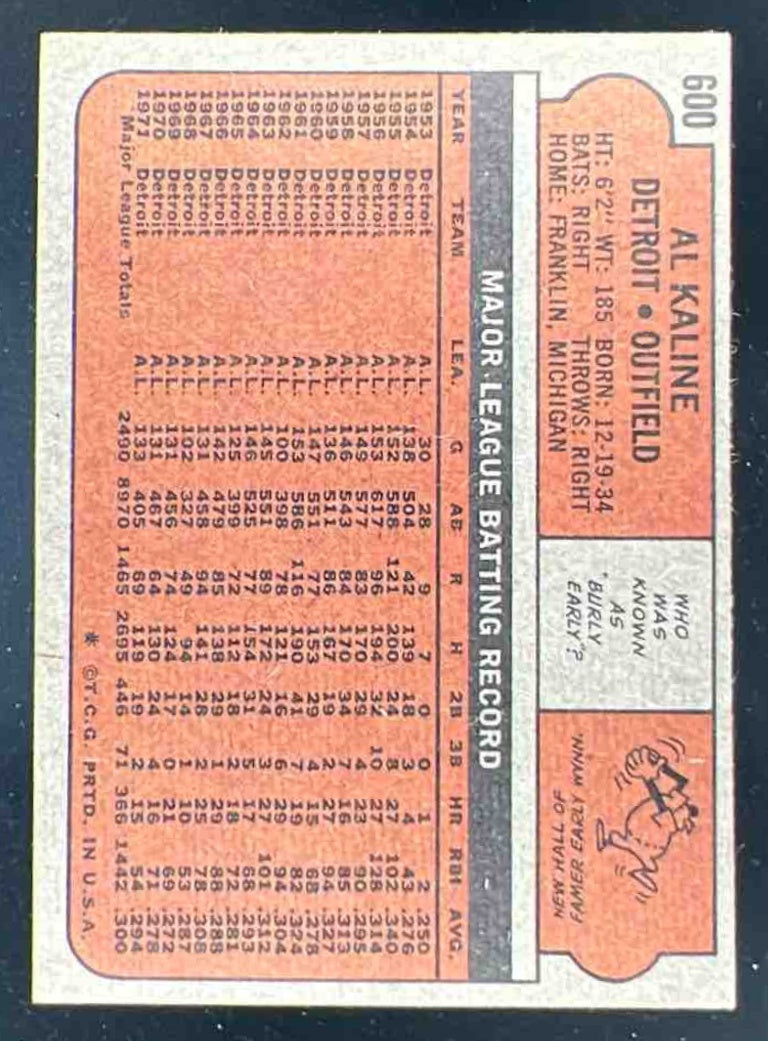 600
AL KALINE
DETROIT • OUTFIELD
HT: 6'2" WT: 185 BORN: 12-19-34
BATS: RIGHT THROWS: RIGHT
HOME: FRANKLIN, MICHIGAN
WHO
WAS
KNOWN
AS
"BURLY
EARLY"?
NEW HALL OF
FAMER EARLY WYNN.
MAJOR LEAGUE BATTING RECORD
YEAR TEAM LEA. G AB R H 2B 3B HR RBI AVG.
1953 Detroit A.L. 30 28 9 7 0 0 1 2 .250
1954 Detroit A.L. 138 504 42 139 18 3 4 43 .276
1955 Detroit A.L. 152 588 121 200 24 8 27 102 .340
1956 Detroit A.L. 153 617 96 194 32 10 27 128 .314
1957 Detroit A.L. 149 577 83 170 29 4 23 90 .295
1958 Detroit A.L. 146 543 84 170 34 7 16 85 .313
1959 Detroit A.L. 136 511 86 167 19 2 27 94 .327
1960 Detroit A.L. 147 551 77 153 29 4 15 68 .278
1961 Detroit A.L. 153 586 116 190 41 7 19 82 .324
1962 Detroit A.L. 100 398 78 121 16 6 29 94 .304
1963 Detroit A.L. 145 551 89 172 24 3 27 101 .312
1964 Detroit A.L. 146 525 77 154 31 5 17 68 .293
1965 Detroit A.L. 125 399 72 112 18 2 18 72 .281
1966 Detroit A.L. 142 479 85 138 29 1 29 88 .288
1967 Detroit A.L. 131 458 94 141 28 2 25 78 .308
1968 Detroit A.L. 102 327 49 94 14 1 10 53 .287
1969 Detroit A.L. 131 456 74 124 17 0 21 69 .272
1970 Detroit A.L. 131 467 64 130 24 4 16 71 .278
1971 Detroit A.L. 133 405 69 119 19 2 15 54 .294
Major League Totals 2490 8970 1465 2695 446 71 366 1442 .300
* ©T.C.G. PRTD. IN U.S.A.